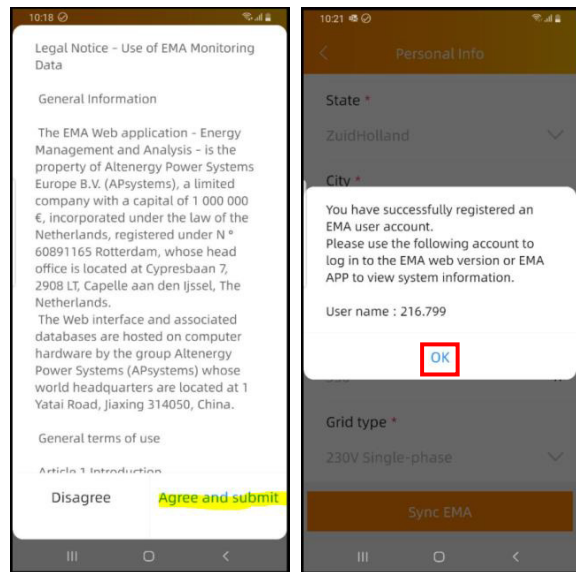 10:18
Legal Notice – Use of EMA Monitoring
Data
General Information
The EMA Web application - Energy
Management and Analysis – is the
property of Altenergy Power Systems
Europe B.V. (APsystems), a limited
company with a capital of 1 000 000
€, incorporated under the law of the
Netherlands, registered under N °
60891165 Rotterdam, whose head
office is located at Cypresbaan 7,
2908 LT, Capelle aan den Ijssel, The
Netherlands.
The Web interface and associated
databases are hosted on computer
hardware by the group Altenergy
Power Systems (APsystems) whose
world headquarters are located at 1
Yatai Road, Jiaxing 314050, China.
General terms of use
Article 1 Introduction
Disagree
Agree and submit
10:21
Personal Info
State *
ZuidHolland
City *
You have successfully registered an
EMA user account.
Please use the following account to
log in to the EMA web version or EMA
APP to view system information.
User name : 216.799
OK
Grid type *
230V Single-phase
Sync EMA